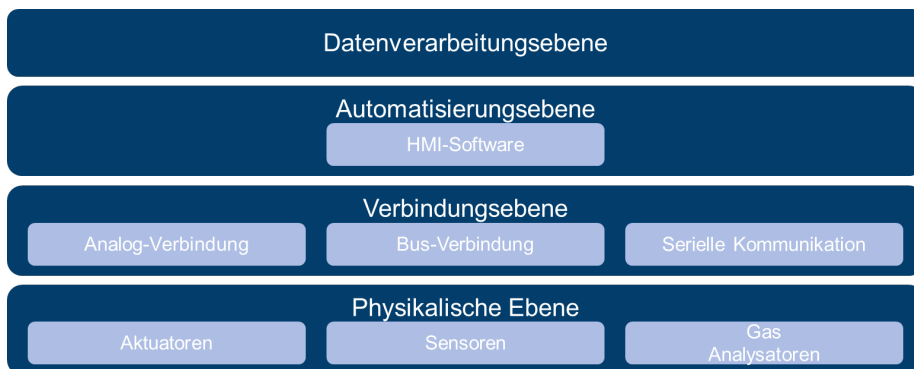 Datenverarbeitungsebene
Automatisierungsebene
HMI-Software
Verbindungsebene
Analog-Verbindung
Bus-Verbindung
Serielle Kommunikation
Physikalische Ebene
Aktuatoren
Sensoren
Gas
Analysatoren